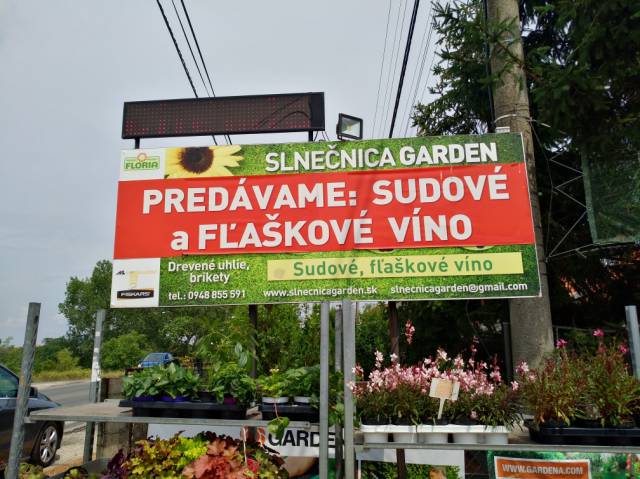 FLORIA
SLNEČNICA GARDEN
PREDÁVAME: SUDOVÉ
a FĽAŠKOVÉ VÍNO
Drevené uhlie,
brikety
Sudové, fľaškové víno
FISKARS
tel.: 0948 855 591
www.slnecnicagarden.sk
slnecnicagarden@gmail.com
GARDE
WWW.GARDENA.COM